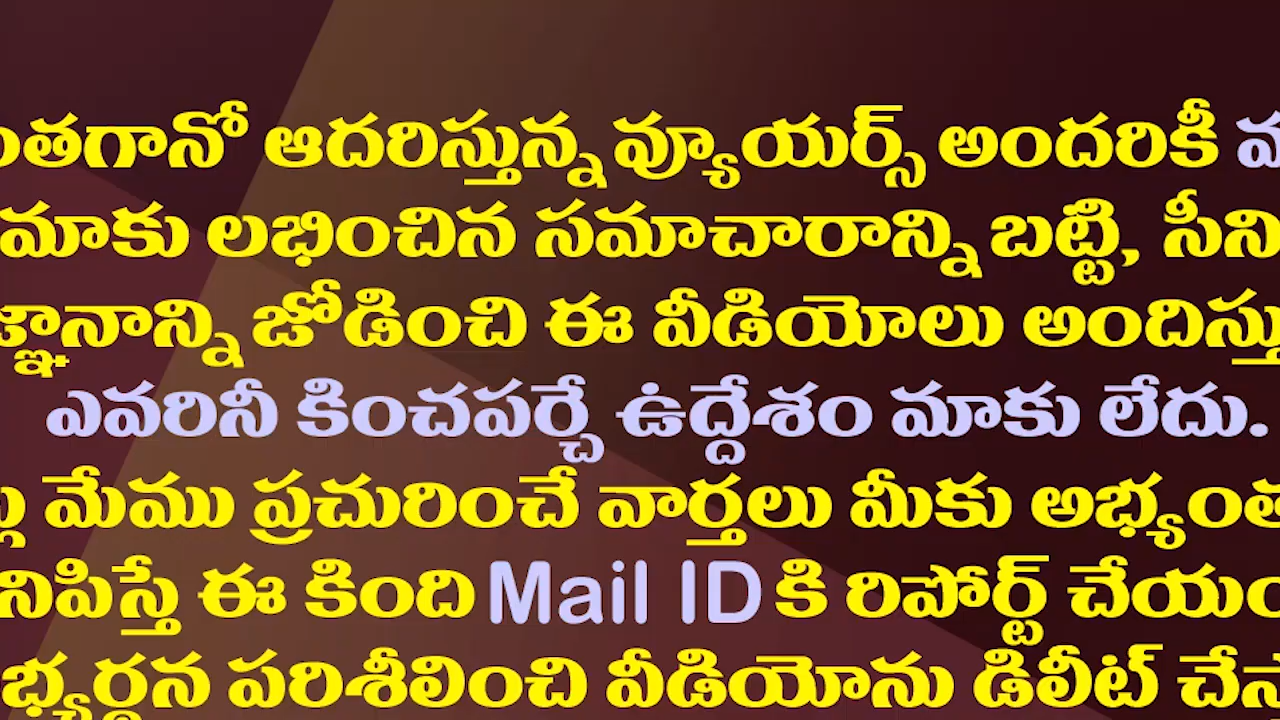 ంతగానో ఆదరిస్తున్న వ్యూయర్స్ అందరికీ
మాకు లభించిన సమాచారాన్ని బట్టి, సీని
జ్ఞానాన్ని జోడించి ఈ వీడియోలు అందిస్తు
ఎవరినీ కించపర్చే ఉద్దేశం మాకు లేదు.
మేము ప్రచురించే వార్తలు మీకు అభ్యంత
నిపిస్తే ఈ కింది Mail ID కి రిపోర్ట్ చేయం
భ్యర్థన పరిశీలించి వీడియోను డిలీట్ చేస